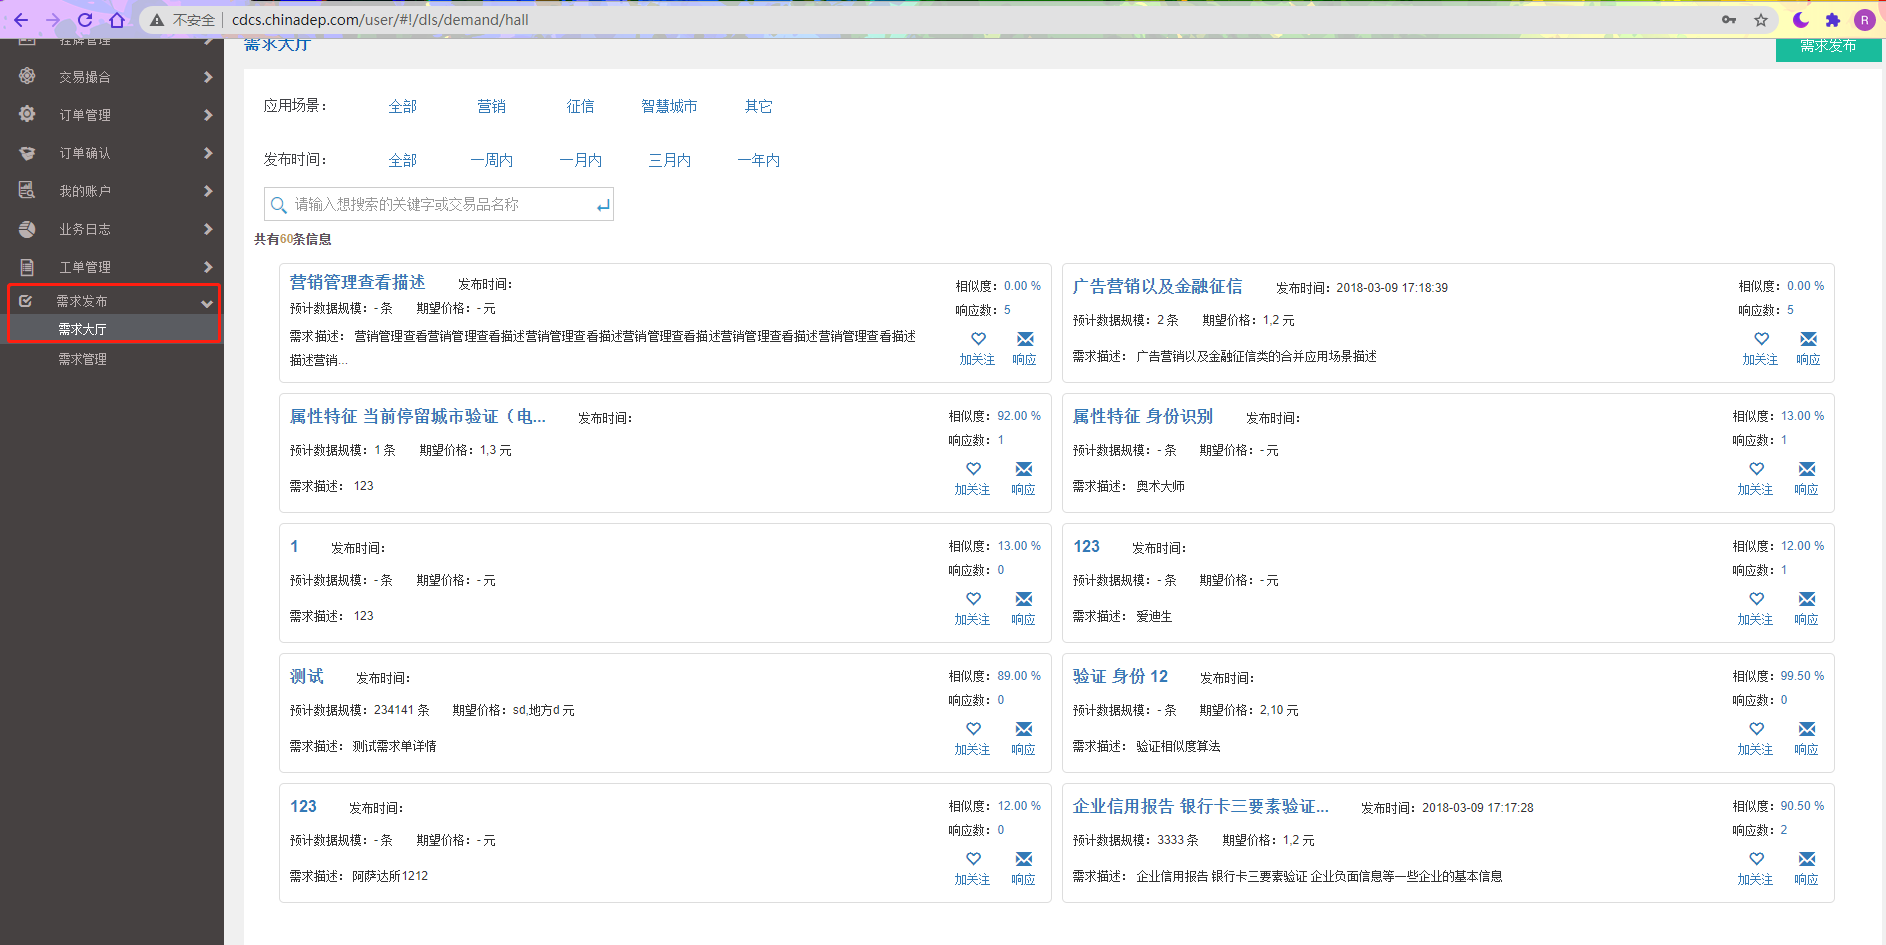 不安全 | cdcs.chinadep.com/user/#!/dls/demand/hall
R
挂牌管理
交易撮合
订单管理
订单确认
我的账户
业务日志
工单管理
需求发布
需求大厅
需求管理
需求大厅
需求发布
应用场景： 全部 营销 征信 智慧城市 其它
发布时间： 全部 一周内 一月内 三月内 一年内
请输入想搜索的关键字或交易品名称
共有60条信息
营销管理查看描述 发布时间：
相似度：0.00 %
预计数据规模：- 条 期望价格：- 元
响应数：5
需求描述： 营销管理查看营销管理查看描述营销管理查看描述营销管理查看描述营销管理查看描述营销管理查看描述
描述营销...
加关注 响应
广告营销以及金融征信 发布时间：2018-03-09 17:18:39
相似度：0.00 %
响应数：5
预计数据规模：2 条 期望价格：1,2 元
需求描述： 广告营销以及金融征信类的合并应用场景描述
加关注 响应
属性特征 当前停留城市验证（电... 发布时间：
相似度：92.00 %
响应数：1
预计数据规模：1 条 期望价格：1,3 元
需求描述： 123
加关注 响应
属性特征 身份识别 发布时间：
相似度：13.00 %
响应数：1
预计数据规模：- 条 期望价格：- 元
需求描述： 奥术大师
加关注 响应
1 发布时间：
相似度：13.00 %
响应数：0
预计数据规模：- 条 期望价格：- 元
需求描述： 123
加关注 响应
123 发布时间：
相似度：12.00 %
响应数：1
预计数据规模：- 条 期望价格：- 元
需求描述： 爱迪生
加关注 响应
测试 发布时间：
相似度：89.00 %
响应数：0
预计数据规模：234141 条 期望价格：sd,地方d 元
需求描述： 测试需求单详情
加关注 响应
验证 身份 12 发布时间：
相似度：99.50 %
响应数：0
预计数据规模：- 条 期望价格：2,10 元
需求描述： 验证相似度算法
加关注 响应
123 发布时间：
相似度：12.00 %
响应数：0
预计数据规模：- 条 期望价格：- 元
需求描述： 阿萨达所1212
加关注 响应
企业信用报告 银行卡三要素验证... 发布时间：2018-03-09 17:17:28
相似度：90.50 %
响应数：2
预计数据规模：3333 条 期望价格：1,2 元
需求描述： 企业信用报告 银行卡三要素验证 企业负面信息等一些企业的基本信息
加关注 响应